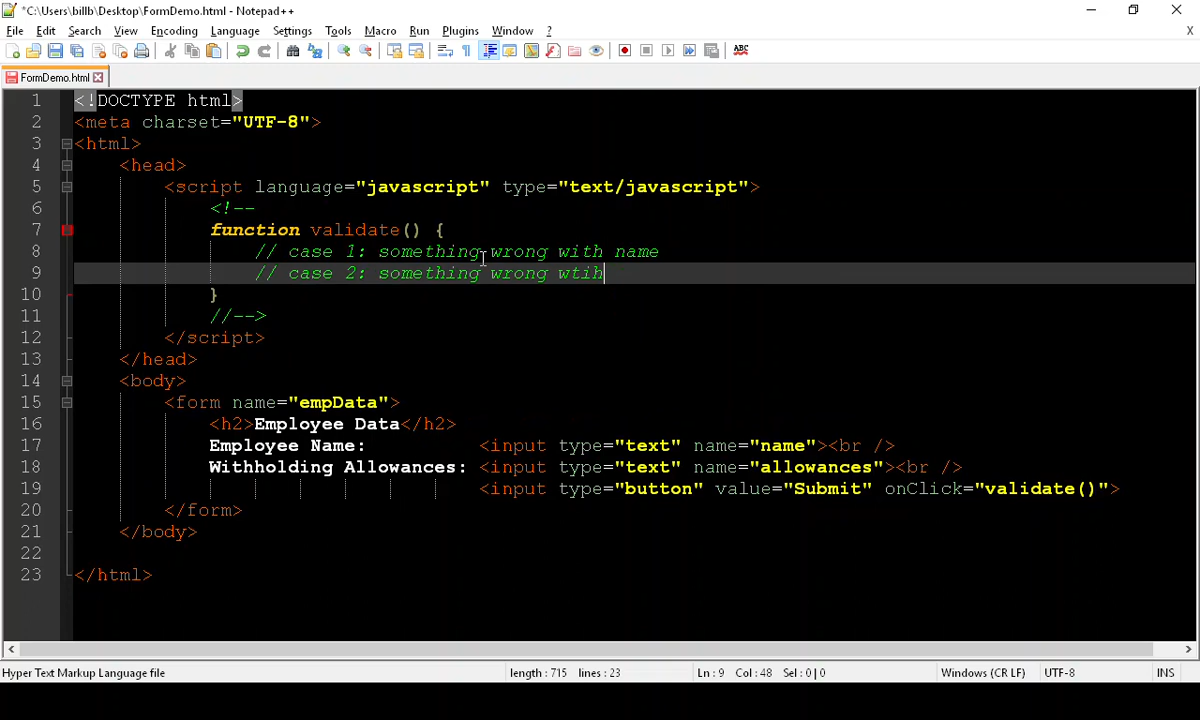 *C:\Users\billb\Desktop\FormDemo.html - Notepad++
File Edit Search View Encoding Language Settings Tools Macro Run Plugins Window ? X
ABC
FormDemo.html
1 <!DOCTYPE html>
2 <meta charset="UTF-8">
3 <html>
4 <head>
5 <script language="javascript" type="text/javascript">
6 <!--
7 function validate() {
8 // case 1: something wrong with name
9 // case 2: something wrong wtih
10 }
11 //-->
12 </script>
13 </head>
14 <body>
15 <form name="empData">
16 <h2>Employee Data</h2>
17 Employee Name: <input type="text" name="name"><br />
18 Withholding Allowances: <input type="text" name="allowances"><br />
19 <input type="button" value="Submit" onClick="validate()">
20 </form>
21 </body>
22
23 </html>
Hyper Text Markup Language file length : 715 lines : 23 Ln : 9 Col : 48 Sel : 0 | 0 Windows (CR LF) UTF-8 INS